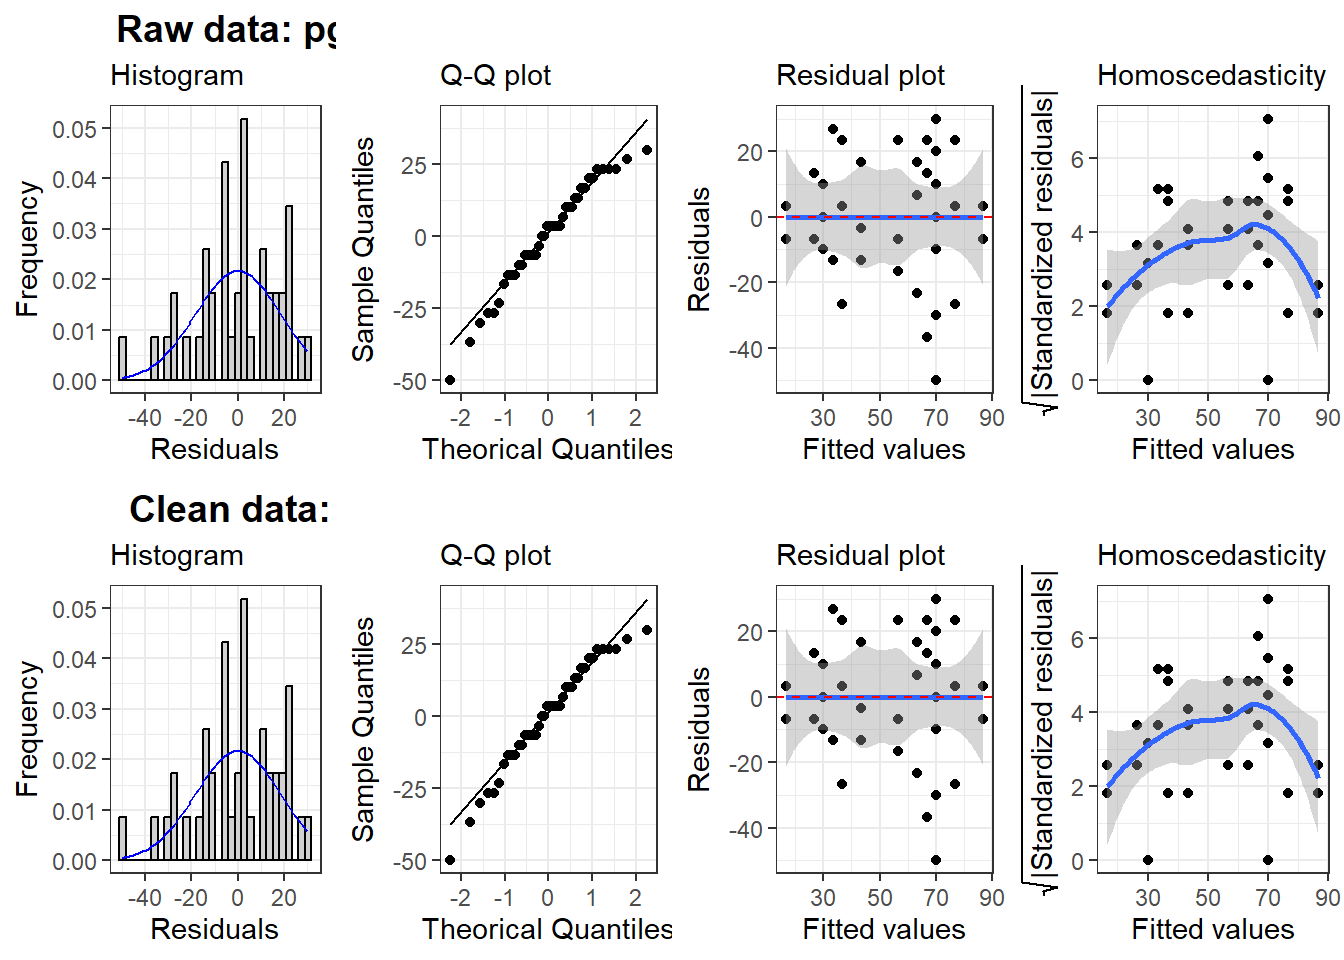 Raw data: pg
Histogram
Q-Q plot
Residual plot
Homoscedasticity
Frequency
0.05
0.04
0.03
0.02
0.01
0.00
-40 -20 0 20
Residuals
Sample Quantiles
25
0
-25
-50
-2 -1 0 1 2
Theorical Quantiles
Residuals
20
0
-20
-40
30 50 70 90
Fitted values
√|Standardized residuals|
6
4
2
0
30 50 70 90
Fitted values
Clean data:
Histogram
Q-Q plot
Residual plot
Homoscedasticity
Frequency
0.05
0.04
0.03
0.02
0.01
0.00
-40 -20 0 20
Residuals
Sample Quantiles
25
0
-25
-50
-2 -1 0 1 2
Theorical Quantiles
Residuals
20
0
-20
-40
30 50 70 90
Fitted values
√|Standardized residuals|
6
4
2
0
30 50 70 90
Fitted values